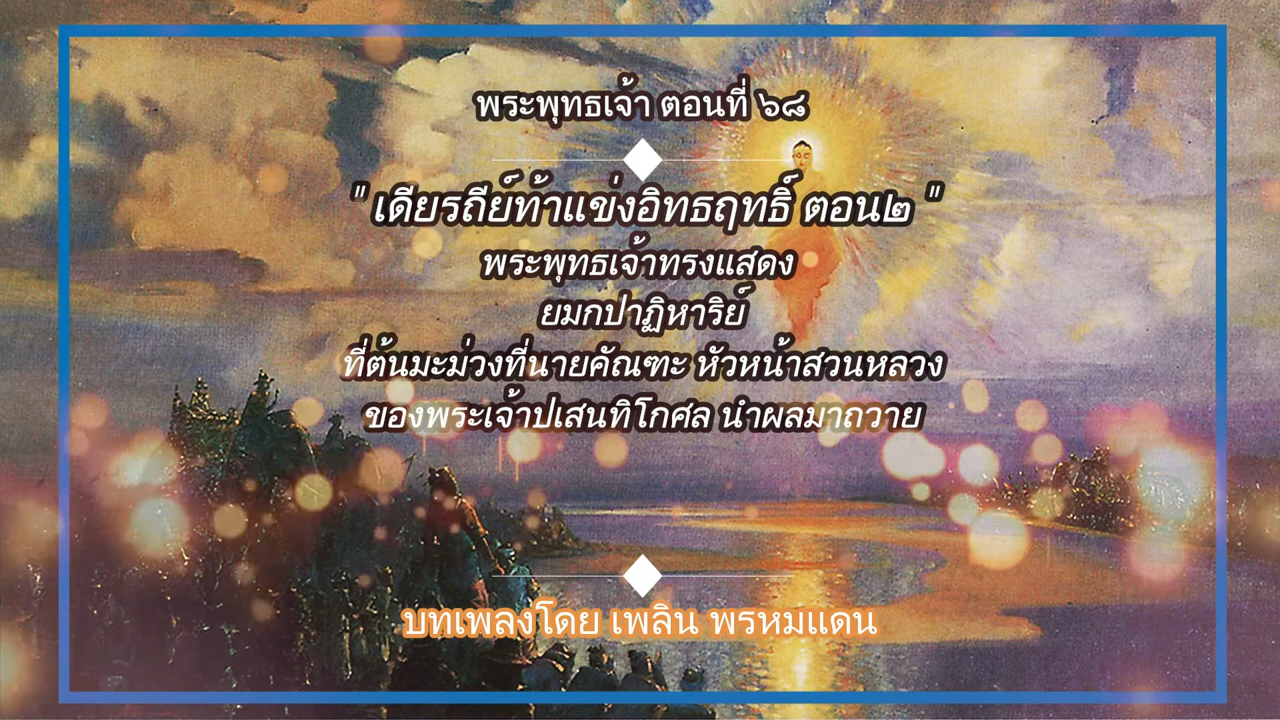 พระพุทธเจ้า ตอนที่ ๖๘
" เดียรถีย์ท้าแข่งอิทธฤทธิ์ ตอน๒ "
พระพุทธเจ้าทรงแสดง
ยมกปาฏิหาริย์
ที่ต้นมะม่วงที่นายคัณฑะ หัวหน้าสวนหลวง
ของพระเจ้าปเสนทิโกศล นำผลมาถวาย
บทเพลงโดย เพลิน พรหมแดน